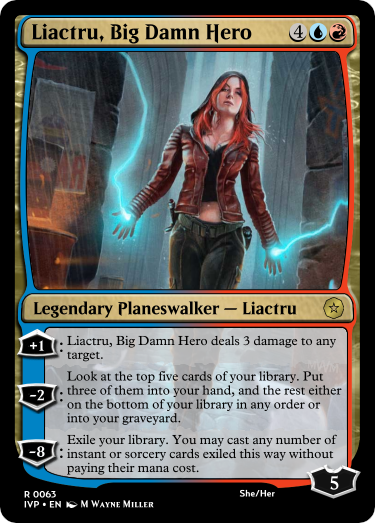 Liactru, Big Damn Hero 4
Legendary Planeswalker — Liactru
+1: Liactru, Big Damn Hero deals 3 damage to any
target.
-2: Look at the top five cards of your library. Put
three of them into your hand, and the rest either
on the bottom of your library in any order or
into your graveyard.
-8: Exile your library. You may cast any number of
instant or sorcery cards exiled this way without
paying their mana cost.
5
R 0063 She/Her
IVP • EN M Wayne Miller